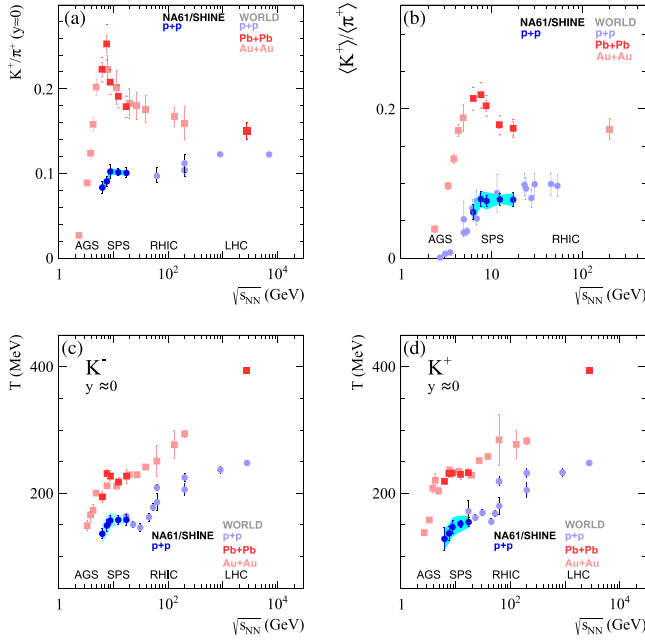 K⁺/π⁺ (y≈0)
(a)
NA61/SHINE
p+p
WORLD
p+p
Pb+Pb
Au+Au
0.2
0.1
0
AGS SPS RHIC LHC
1 10² 10⁴
√s_NN (GeV)
⟨K⁺⟩/⟨π⁺⟩
(b)
NA61/SHINE
p+p
WORLD
p+p
Pb+Pb
Au+Au
0.2
0
AGS SPS RHIC
1 10 10²
√s_NN (GeV)
T (MeV)
(c) K⁻
y ≈0
400
200
NA61/SHINE
p+p
WORLD
p+p
Pb+Pb
Au+Au
AGS SPS RHIC LHC
1 10² 10⁴
√s_NN (GeV)
T (MeV)
(d) K⁺
y ≈0
400
200
NA61/SHINE
p+p
WORLD
p+p
Pb+Pb
Au+Au
AGS SPS RHIC LHC
1 10² 10⁴
√s_NN (GeV)